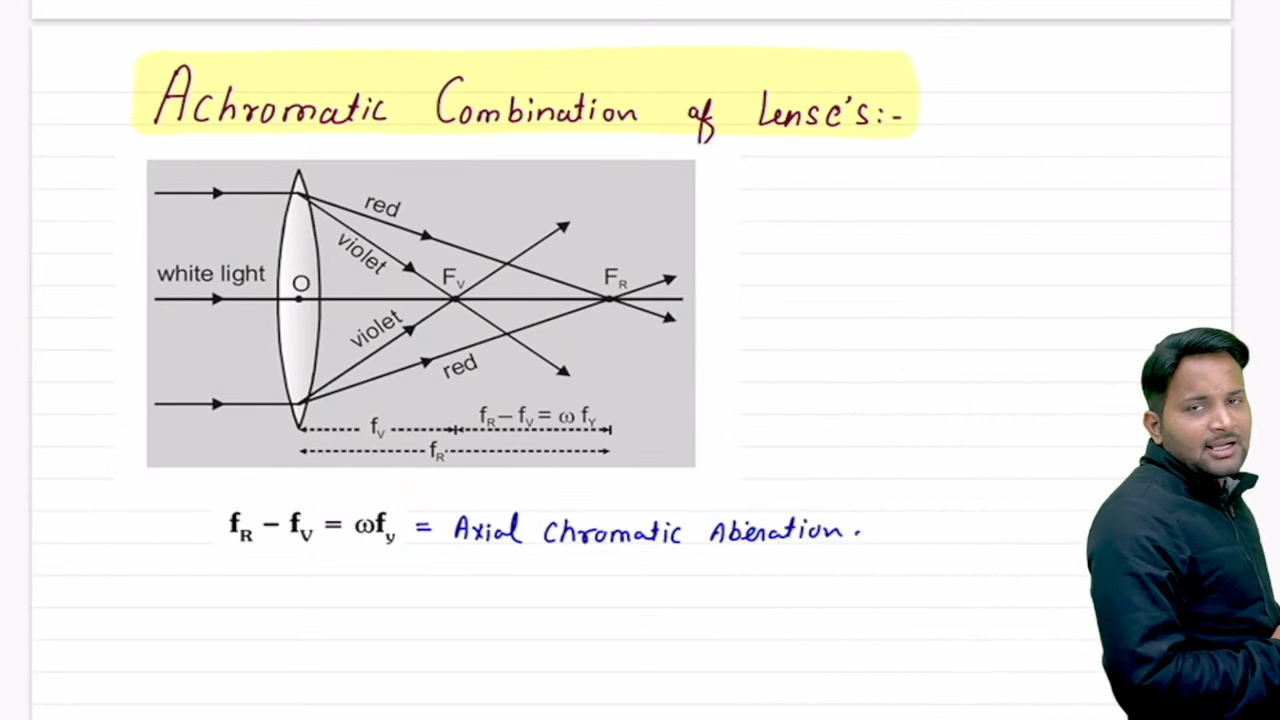 Achromatic Combination of Lense's:-
red
violet
white light
O
F_V
F_R
violet
red
f_R – f_V = ω f_Y
f_V
f_R
f_R – f_V = ωf_y = Axial Chromatic Aberation.